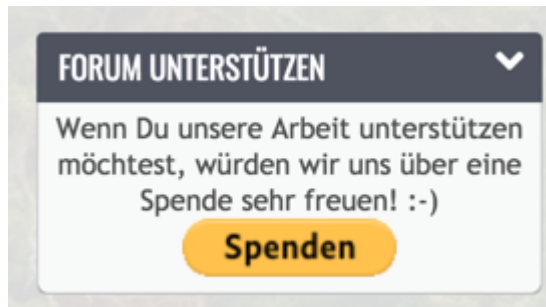 FORUM UNTERSTÜTZEN
Wenn Du unsere Arbeit unterstützen
möchtest, würden wir uns über eine
Spende sehr freuen! :-)
Spenden